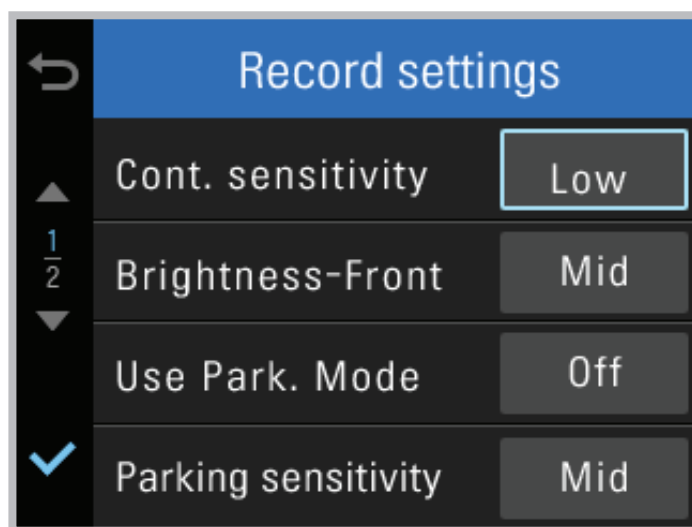 Record settings
Cont. sensitivity Low
1
2
Brightness-Front Mid
Use Park. Mode Off
Parking sensitivity Mid